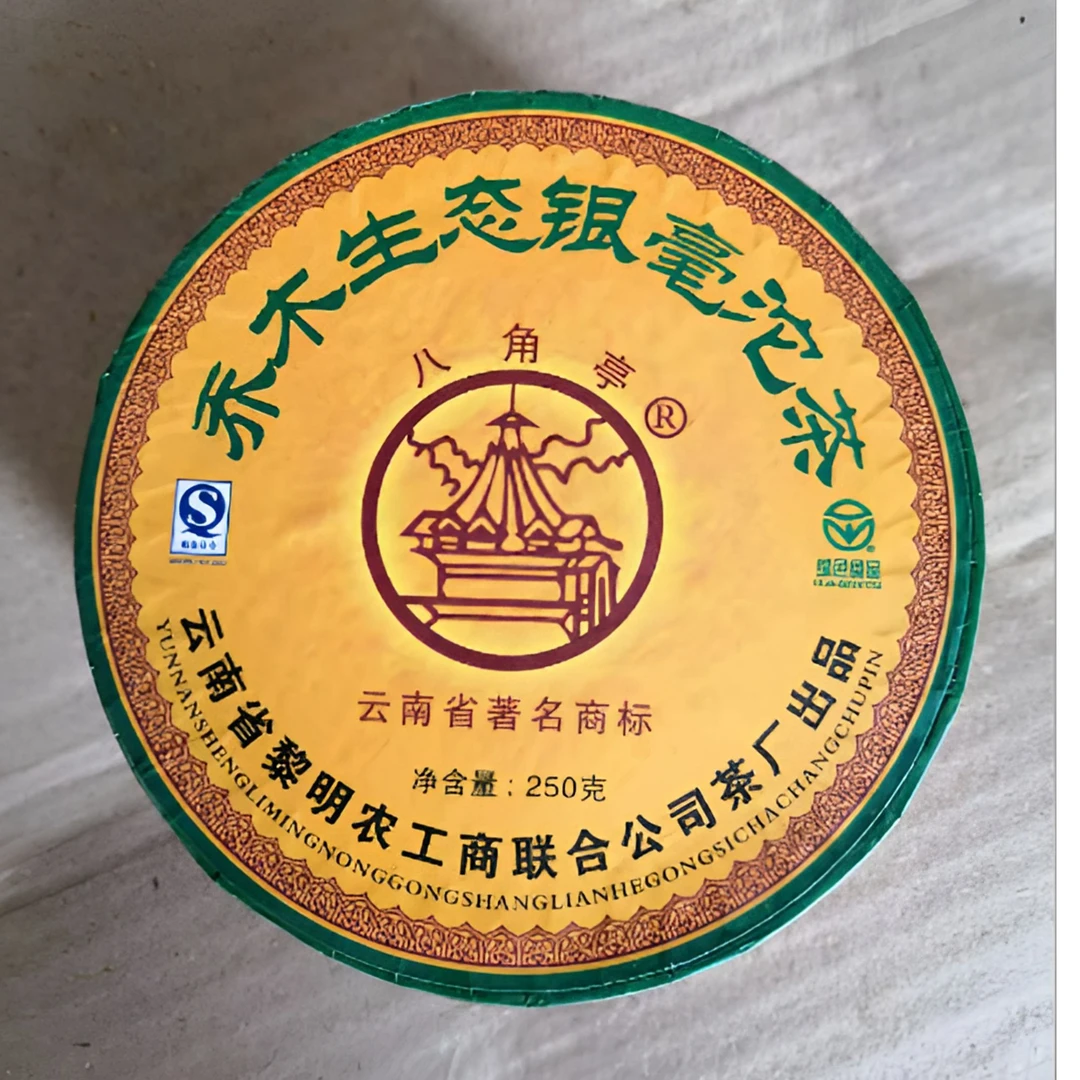 乔木生态银毫沱茶
八角亭®
云南省著名商标
净含量:250克
云南省黎明农工商联合公司茶厂出品
YUNNANSHENGLIMINGNONGGONGSHANGLIANHEGONGSICHACHANGCHUPIN